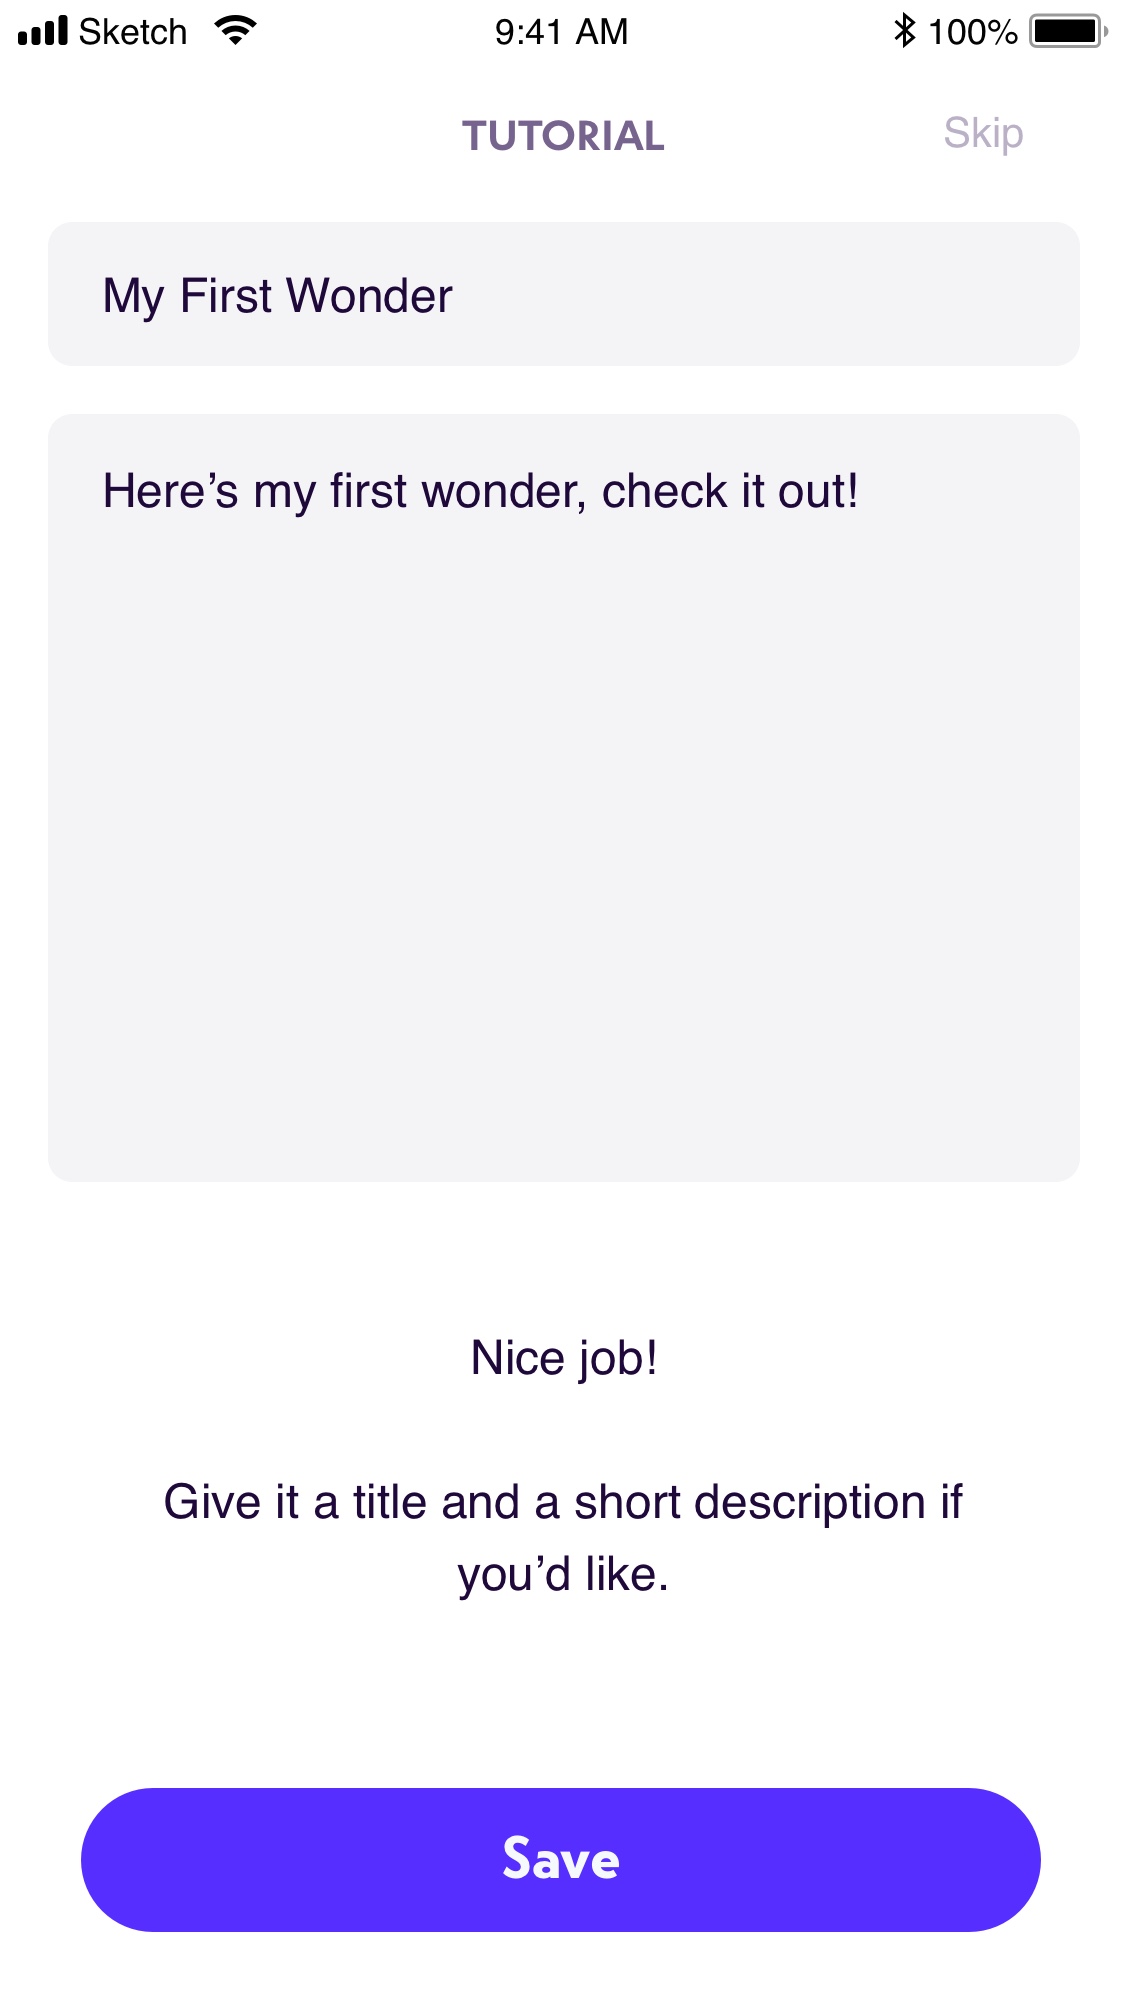 Sketch 9:41 AM 100%
TUTORIAL Skip
My First Wonder
Here’s my first wonder, check it out!
Nice job!
Give it a title and a short description if
you’d like.
Save